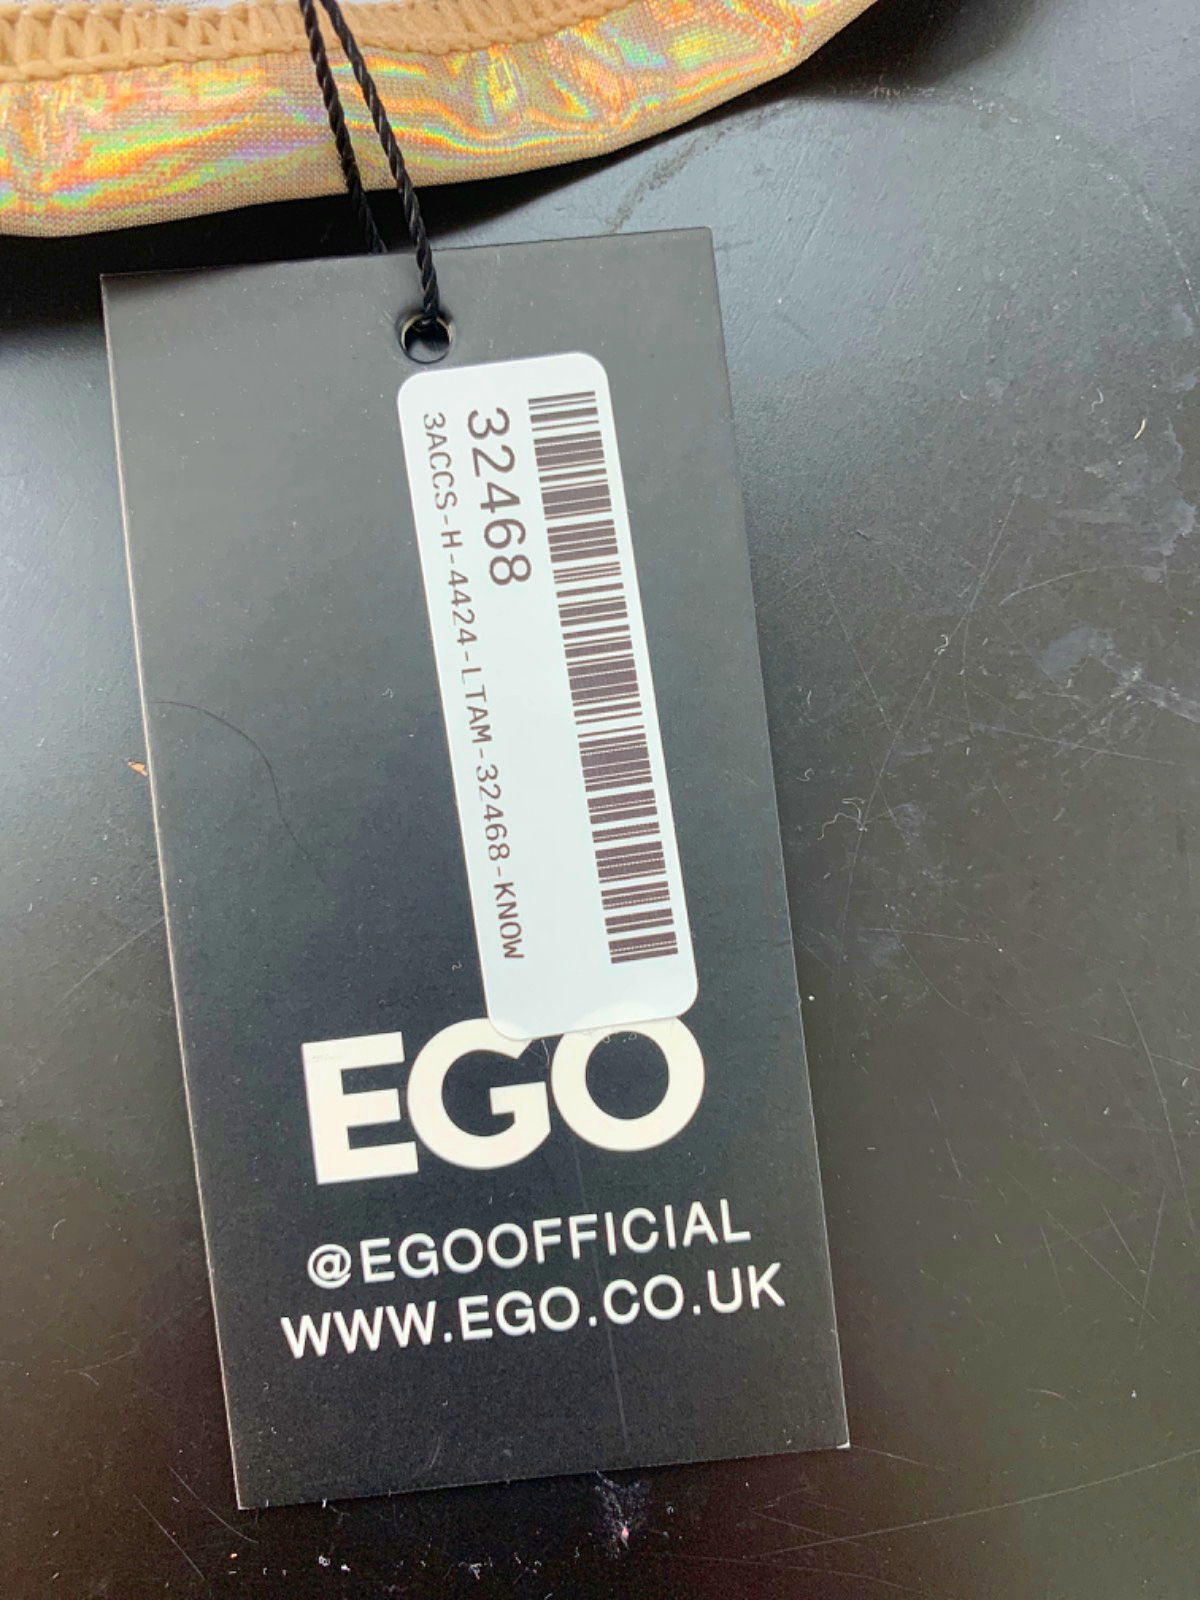 32468
3ACCS-H-4424-LTAM-32468-KNOW
EGO
@EGOOFFICIAL
WWW.EGO.CO.UK